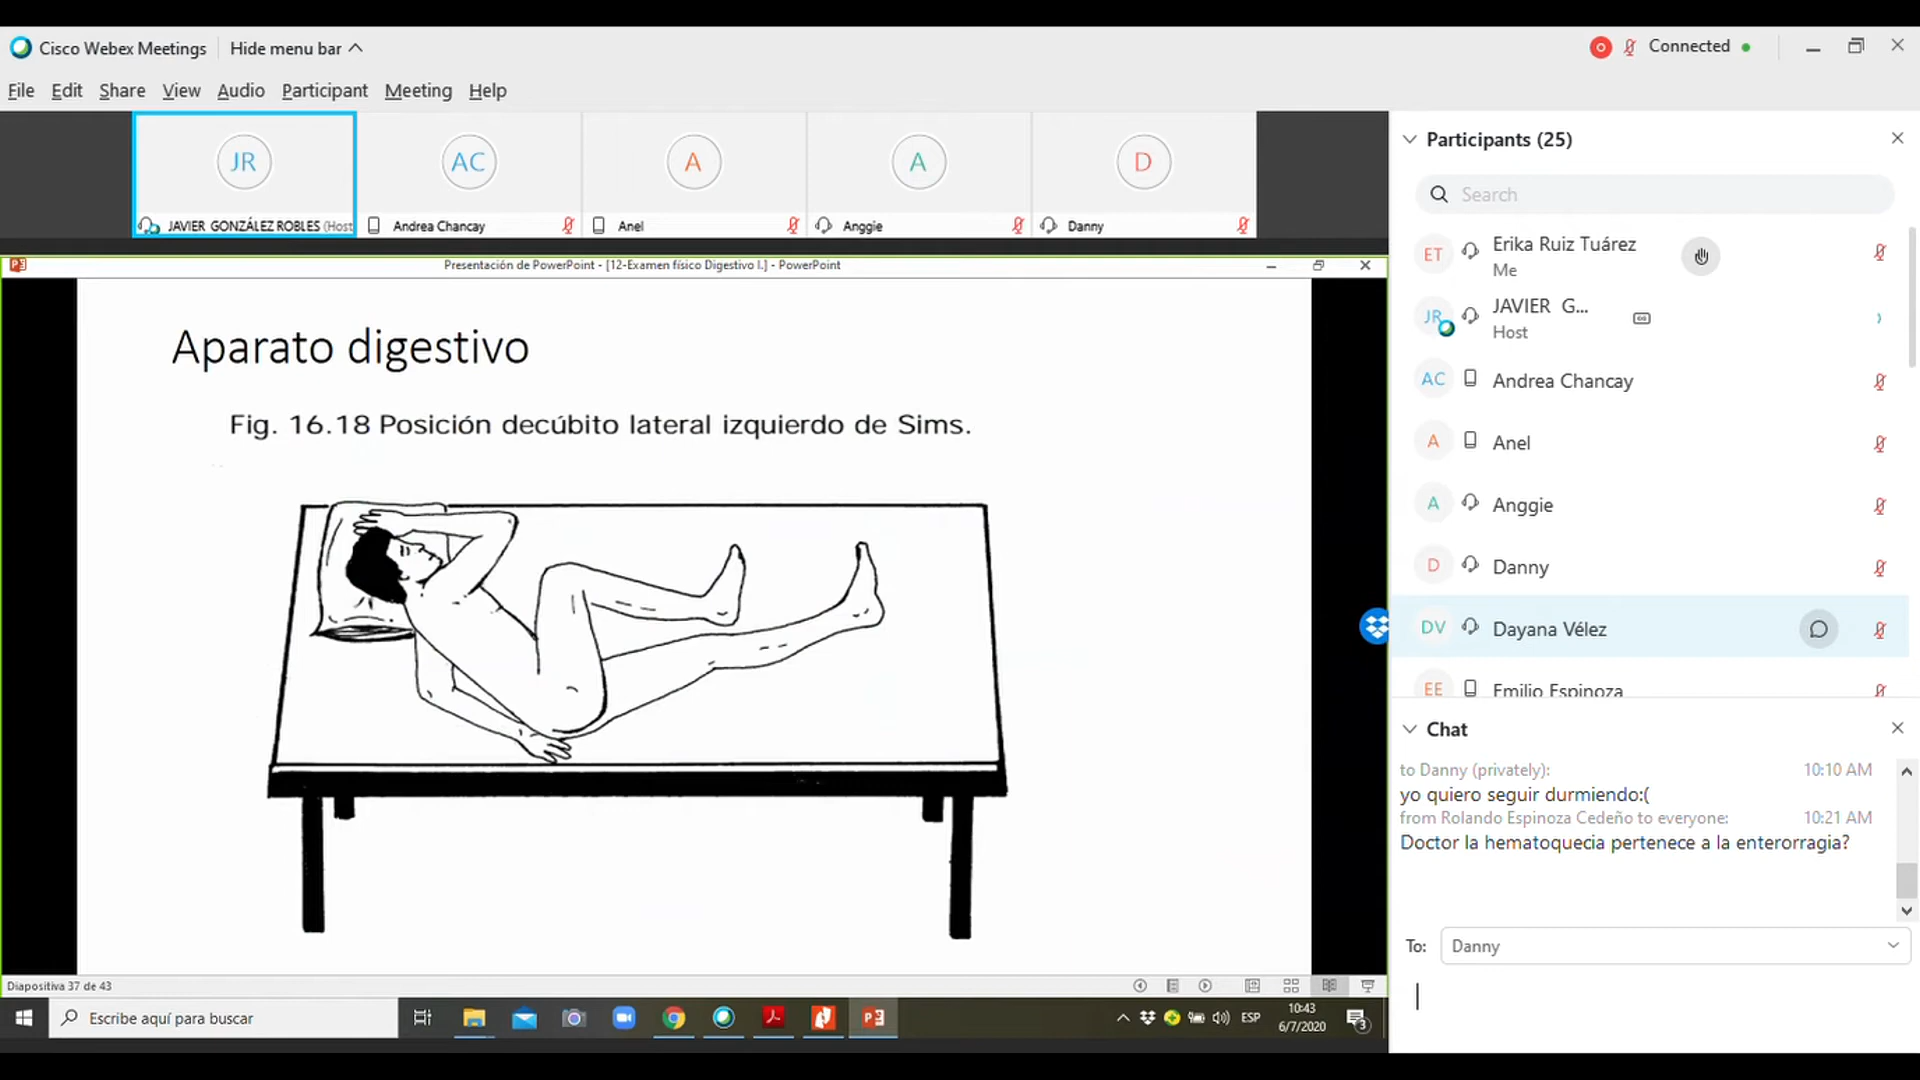 Cisco Webex Meetings
Hide menu bar
Connected
File Edit Share View Audio Participant Meeting Help
JR
AC
A
A
D
JAVIER GONZÁLEZ ROBLES (Host
Andrea Chancay
Anel
Anggie
Danny
Presentación de PowerPoint - [12-Examen físico Digestivo I.] - PowerPoint
Aparato digestivo
Fig. 16.18 Posición decúbito lateral izquierdo de Sims.
Diapositiva 37 de 43
Escribe aquí para buscar
ESP
10:43
6/7/2020
3
Participants (25)
Search
ET
Erika Ruiz Tuárez
Me
JR
JAVIER G...
Host
AC
Andrea Chancay
A
Anel
A
Anggie
D
Danny
DV
Dayana Vélez
EE
Emilio Espinoza
Chat
to Danny (privately): 10:10 AM
yo quiero seguir durmiendo:(
from Rolando Espinoza Cedeño to everyone: 10:21 AM
Doctor la hematoquecia pertenece a la enterorragia?
To: Danny